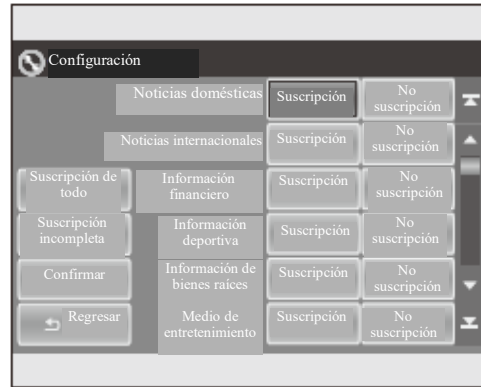 Configuración
Noticias domésticas
Suscripción
No
suscripción
Noticias internacionales
Suscripción
No
suscripción
Suscripción de
todo
Información
financiero
Suscripción
No
suscripción
Suscripción
incompleta
Información
deportiva
Suscripción
No
suscripción
Confirmar
Información de
bienes raíces
Suscripción
No
suscripción
Regresar
Medio de
entretenimiento
Suscripción
No
suscripción